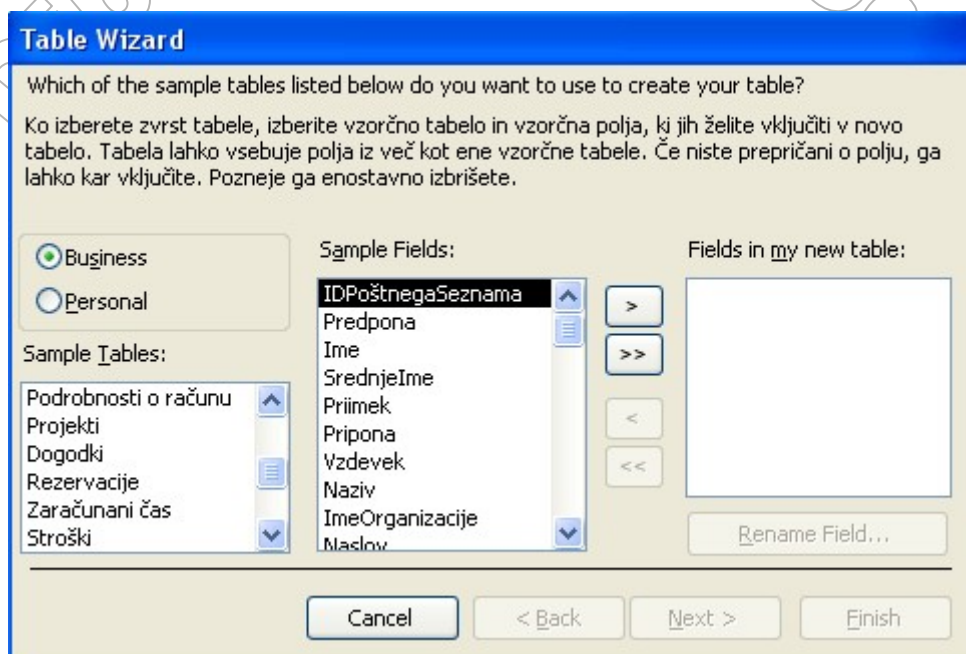 Table Wizard
Which of the sample tables listed below do you want to use to create your table?
Ko izberete zvrst tabele, izberite vzorčno tabelo in vzorčna polja, ki jih želite vključiti v novo
tabelo. Tabela lahko vsebuje polja iz več kot ene vzorčne tabele. Če niste prepričani o polju, ga
lahko kar vključite. Pozneje ga enostavno izbrišete.
Business
Personal
Sample Tables:
Podrobnosti o računu
Projekti
Dogodki
Rezervacije
Zaračunani čas
Stroški
Sample Fields:
IDPoštnegaSeznama
Predpona
Ime
SrednjeIme
Priimek
Pripona
Vzdevek
Naziv
ImeOrganizacije
Naslov
>
>>
<
<<
Fields in my new table:
Rename Field...
Cancel
< Back
Next >
Finish